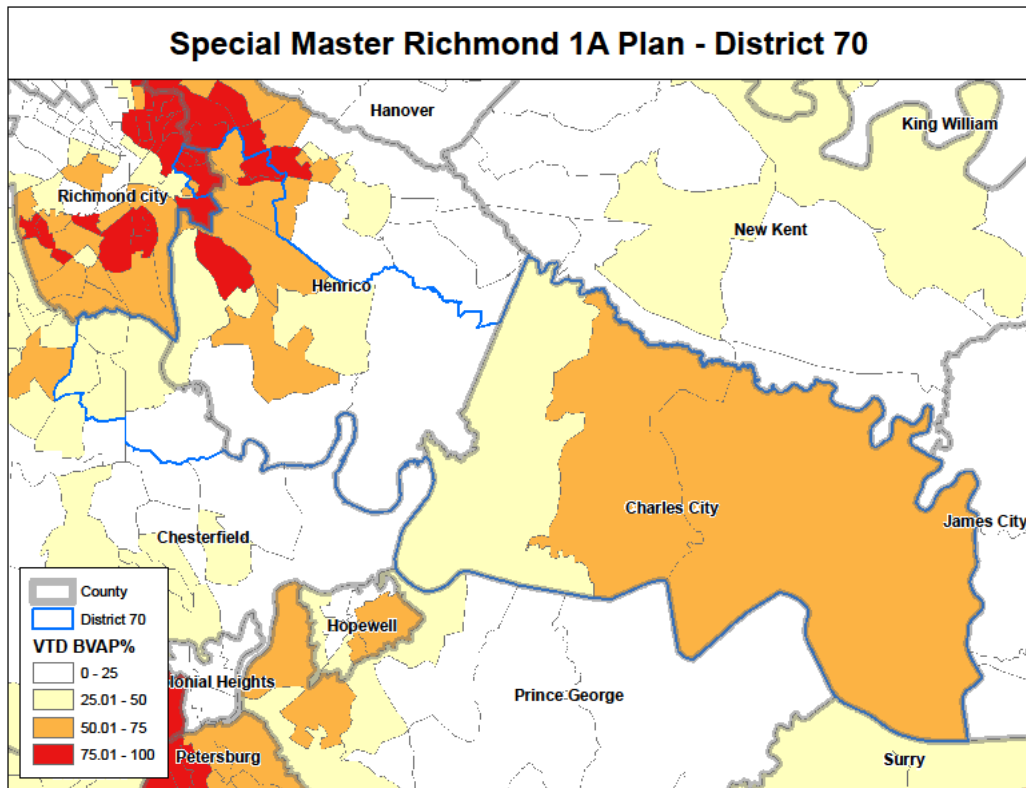 Special Master Richmond 1A Plan - District 70
Hanover
King William
Richmond city
New Kent
Henrico
Charles City
James City
Chesterfield
County
District 70
VTD BVAP%
0 - 25
25.01 - 50
50.01 - 75
75.01 - 100
Hopewell
lonial Heights
Prince George
Petersburg
Surry